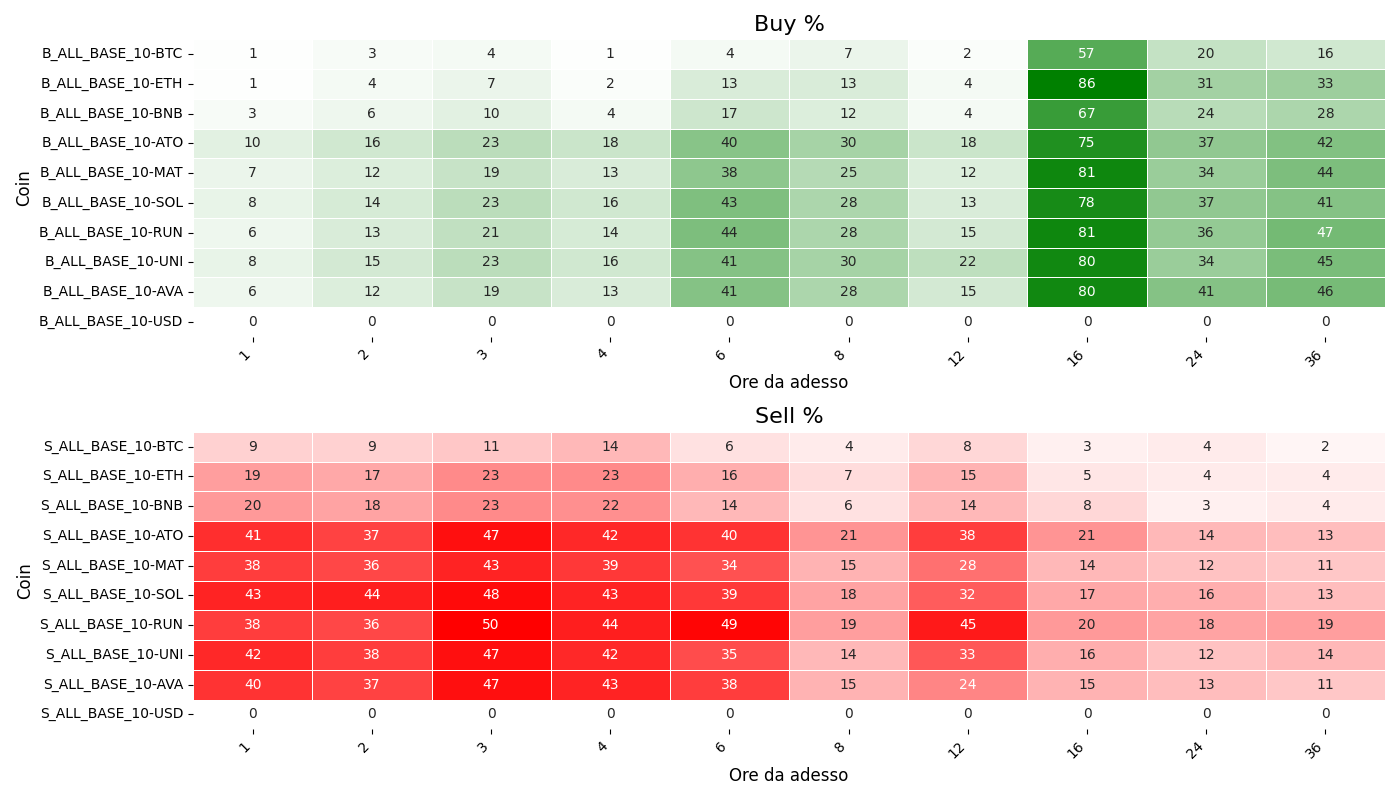 Buy %
Coin
B_ALL_BASE_10-BTC 1 3 4 1 4 7 2 57 20 16
B_ALL_BASE_10-ETH 1 4 7 2 13 13 4 86 31 33
B_ALL_BASE_10-BNB 3 6 10 4 17 12 4 67 24 28
B_ALL_BASE_10-ATO 10 16 23 18 40 30 18 75 37 42
B_ALL_BASE_10-MAT 7 12 19 13 38 25 12 81 34 44
B_ALL_BASE_10-SOL 8 14 23 16 43 28 13 78 37 41
B_ALL_BASE_10-RUN 6 13 21 14 44 28 15 81 36 47
B_ALL_BASE_10-UNI 8 15 23 16 41 30 22 80 34 45
B_ALL_BASE_10-AVA 6 12 19 13 41 28 15 80 41 46
B_ALL_BASE_10-USD 0 0 0 0 0 0 0 0 0 0
1 2 3 4 6 8 12 16 24 36
Ore da adesso
Sell %
Coin
S_ALL_BASE_10-BTC 9 9 11 14 6 4 8 3 4 2
S_ALL_BASE_10-ETH 19 17 23 23 16 7 15 5 4 4
S_ALL_BASE_10-BNB 20 18 23 22 14 6 14 8 3 4
S_ALL_BASE_10-ATO 41 37 47 42 40 21 38 21 14 13
S_ALL_BASE_10-MAT 38 36 43 39 34 15 28 14 12 11
S_ALL_BASE_10-SOL 43 44 48 43 39 18 32 17 16 13
S_ALL_BASE_10-RUN 38 36 50 44 49 19 45 20 18 19
S_ALL_BASE_10-UNI 42 38 47 42 35 14 33 16 12 14
S_ALL_BASE_10-AVA 40 37 47 43 38 15 24 15 13 11
S_ALL_BASE_10-USD 0 0 0 0 0 0 0 0 0 0
1 2 3 4 6 8 12 16 24 36
Ore da adesso